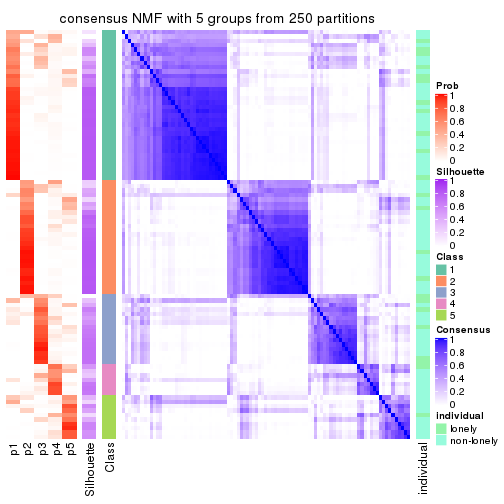 consensus NMF with 5 groups from 250 partitions
Prob
1
0.8
0.6
0.4
0.2
0
Silhouette
1
0.8
0.6
0.4
0.2
0
Class
1
2
3
4
5
Consensus
1
0.8
0.6
0.4
0.2
0
individual
lonely
non-lonely
p1
p2
p3
p4
p5
Silhouette
Class
individual